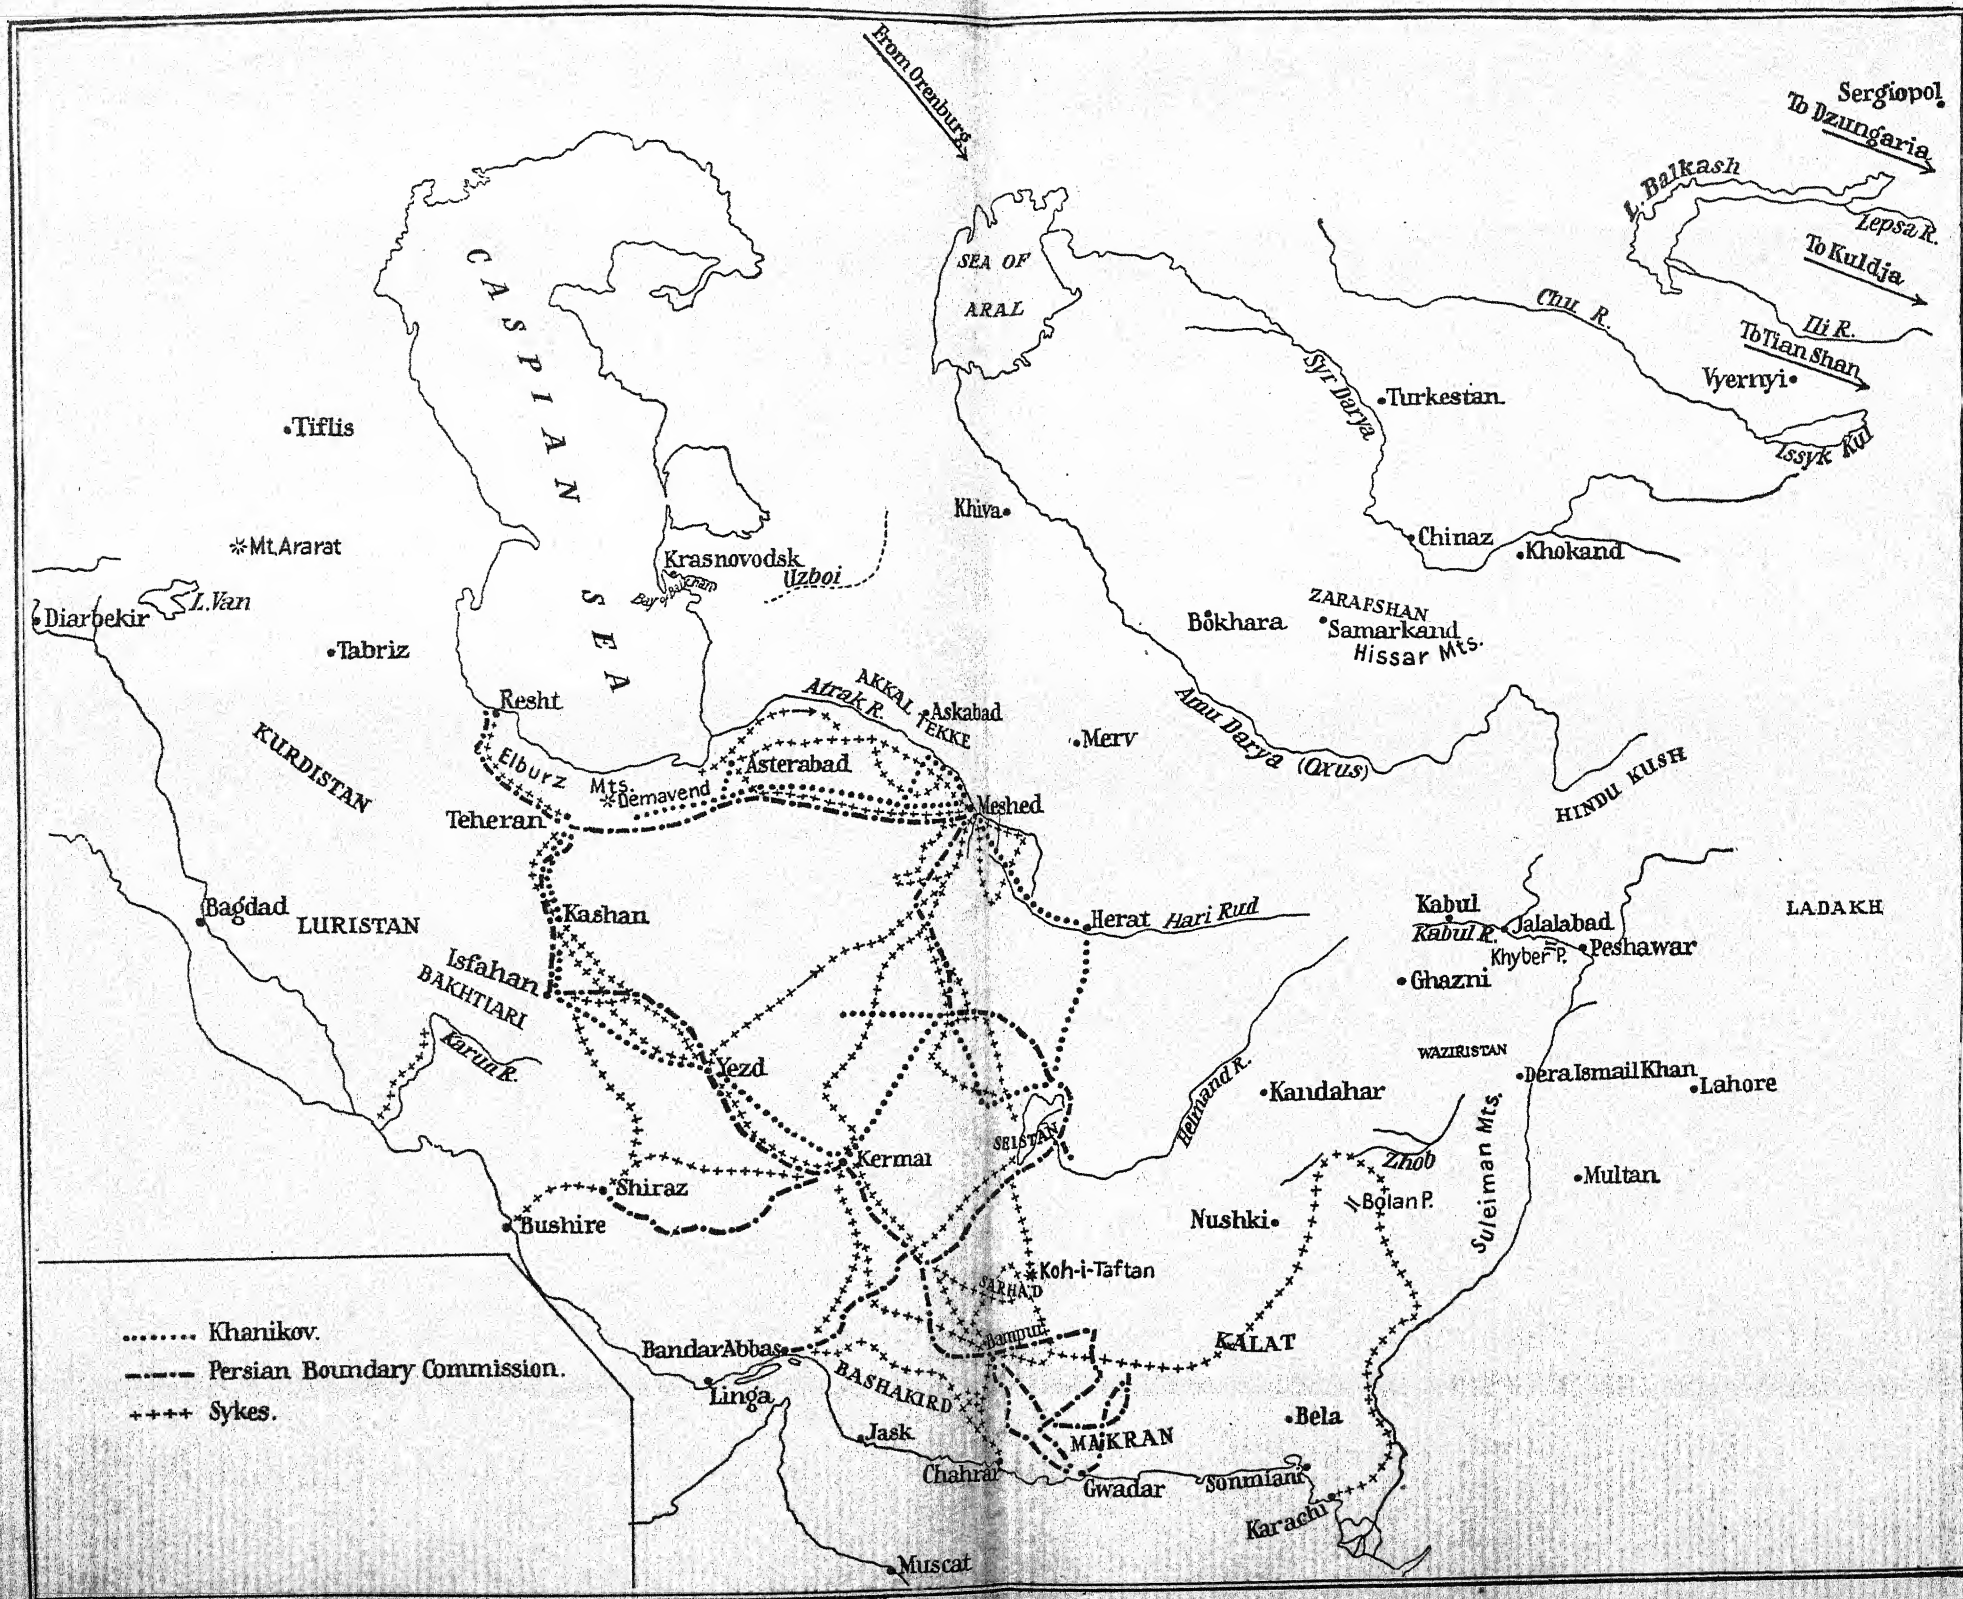 From Orenburg
Sergiopol
To Dzungaria
L. Balkash
Lepsa R.
To Kuldja
CASPIAN SEA
SEA OF
ARAL
Chu R.
Ili R.
To Tian Shan
Vyernyi
Syr Darya
Turkestan
Tiflis
Issyk Kul
Khiva
Chinaz
Khokand
Mt. Ararat
Krasnovodsk
Uzboi
Bay of Balkham
L. Van
Diarbekir
ZARAFSHAN
Bokhara
Samarkand
Hissar Mts.
Tabriz
Resht
Atrak R.
AKKAL TEKKE
Askabad
Merv
Amu Darya (Oxus)
KURDISTAN
Elburz Mts.
Asterabad
Demavend
HINDU KUSH
Teheran
Meshed
Bagdad
LURISTAN
Kashan
Herat
Hari Rud
Kabul
Kabul R.
Jalalabad
Khyber P.
Peshawar
LADAKH
Isfahan
BAKHTIARI
Ghazni
Karun R.
Yezd
Helmand R.
Kandahar
WAZIRISTAN
Dera Ismail Khan
Lahore
SEISTAN
Kerman
Zhob
Suleiman Mts.
Multan
Shiraz
Bushire
Nushki
Bolan P.
Koh-i-Taftan
SARHAD
Khanikov.
Persian Boundary Commission.
Sykes.
Bandar Abbas
Bampur
KALAT
Linga
BASHAKIRD
Bela
Jask
MAKRAN
Chahrar
Gwadar
Sonmiani
Karachi
Muscat